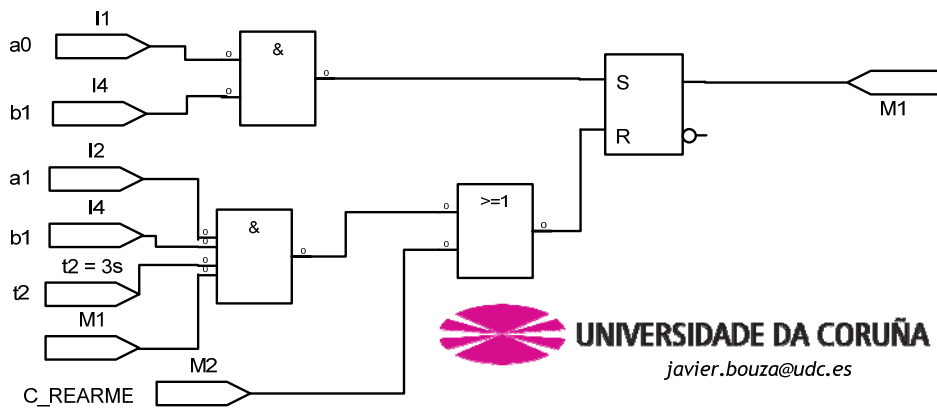 I1
a0
&
I4
b1
S
M1
R
I2
a1
>=1
I4
b1
&
t2 = 3s
t2
M1
M2
C_REARME
UNIVERSIDADE DA CORUÑA
javier.bouza@udc.es
o
o
o
o
o
o
o
o
o
o
o